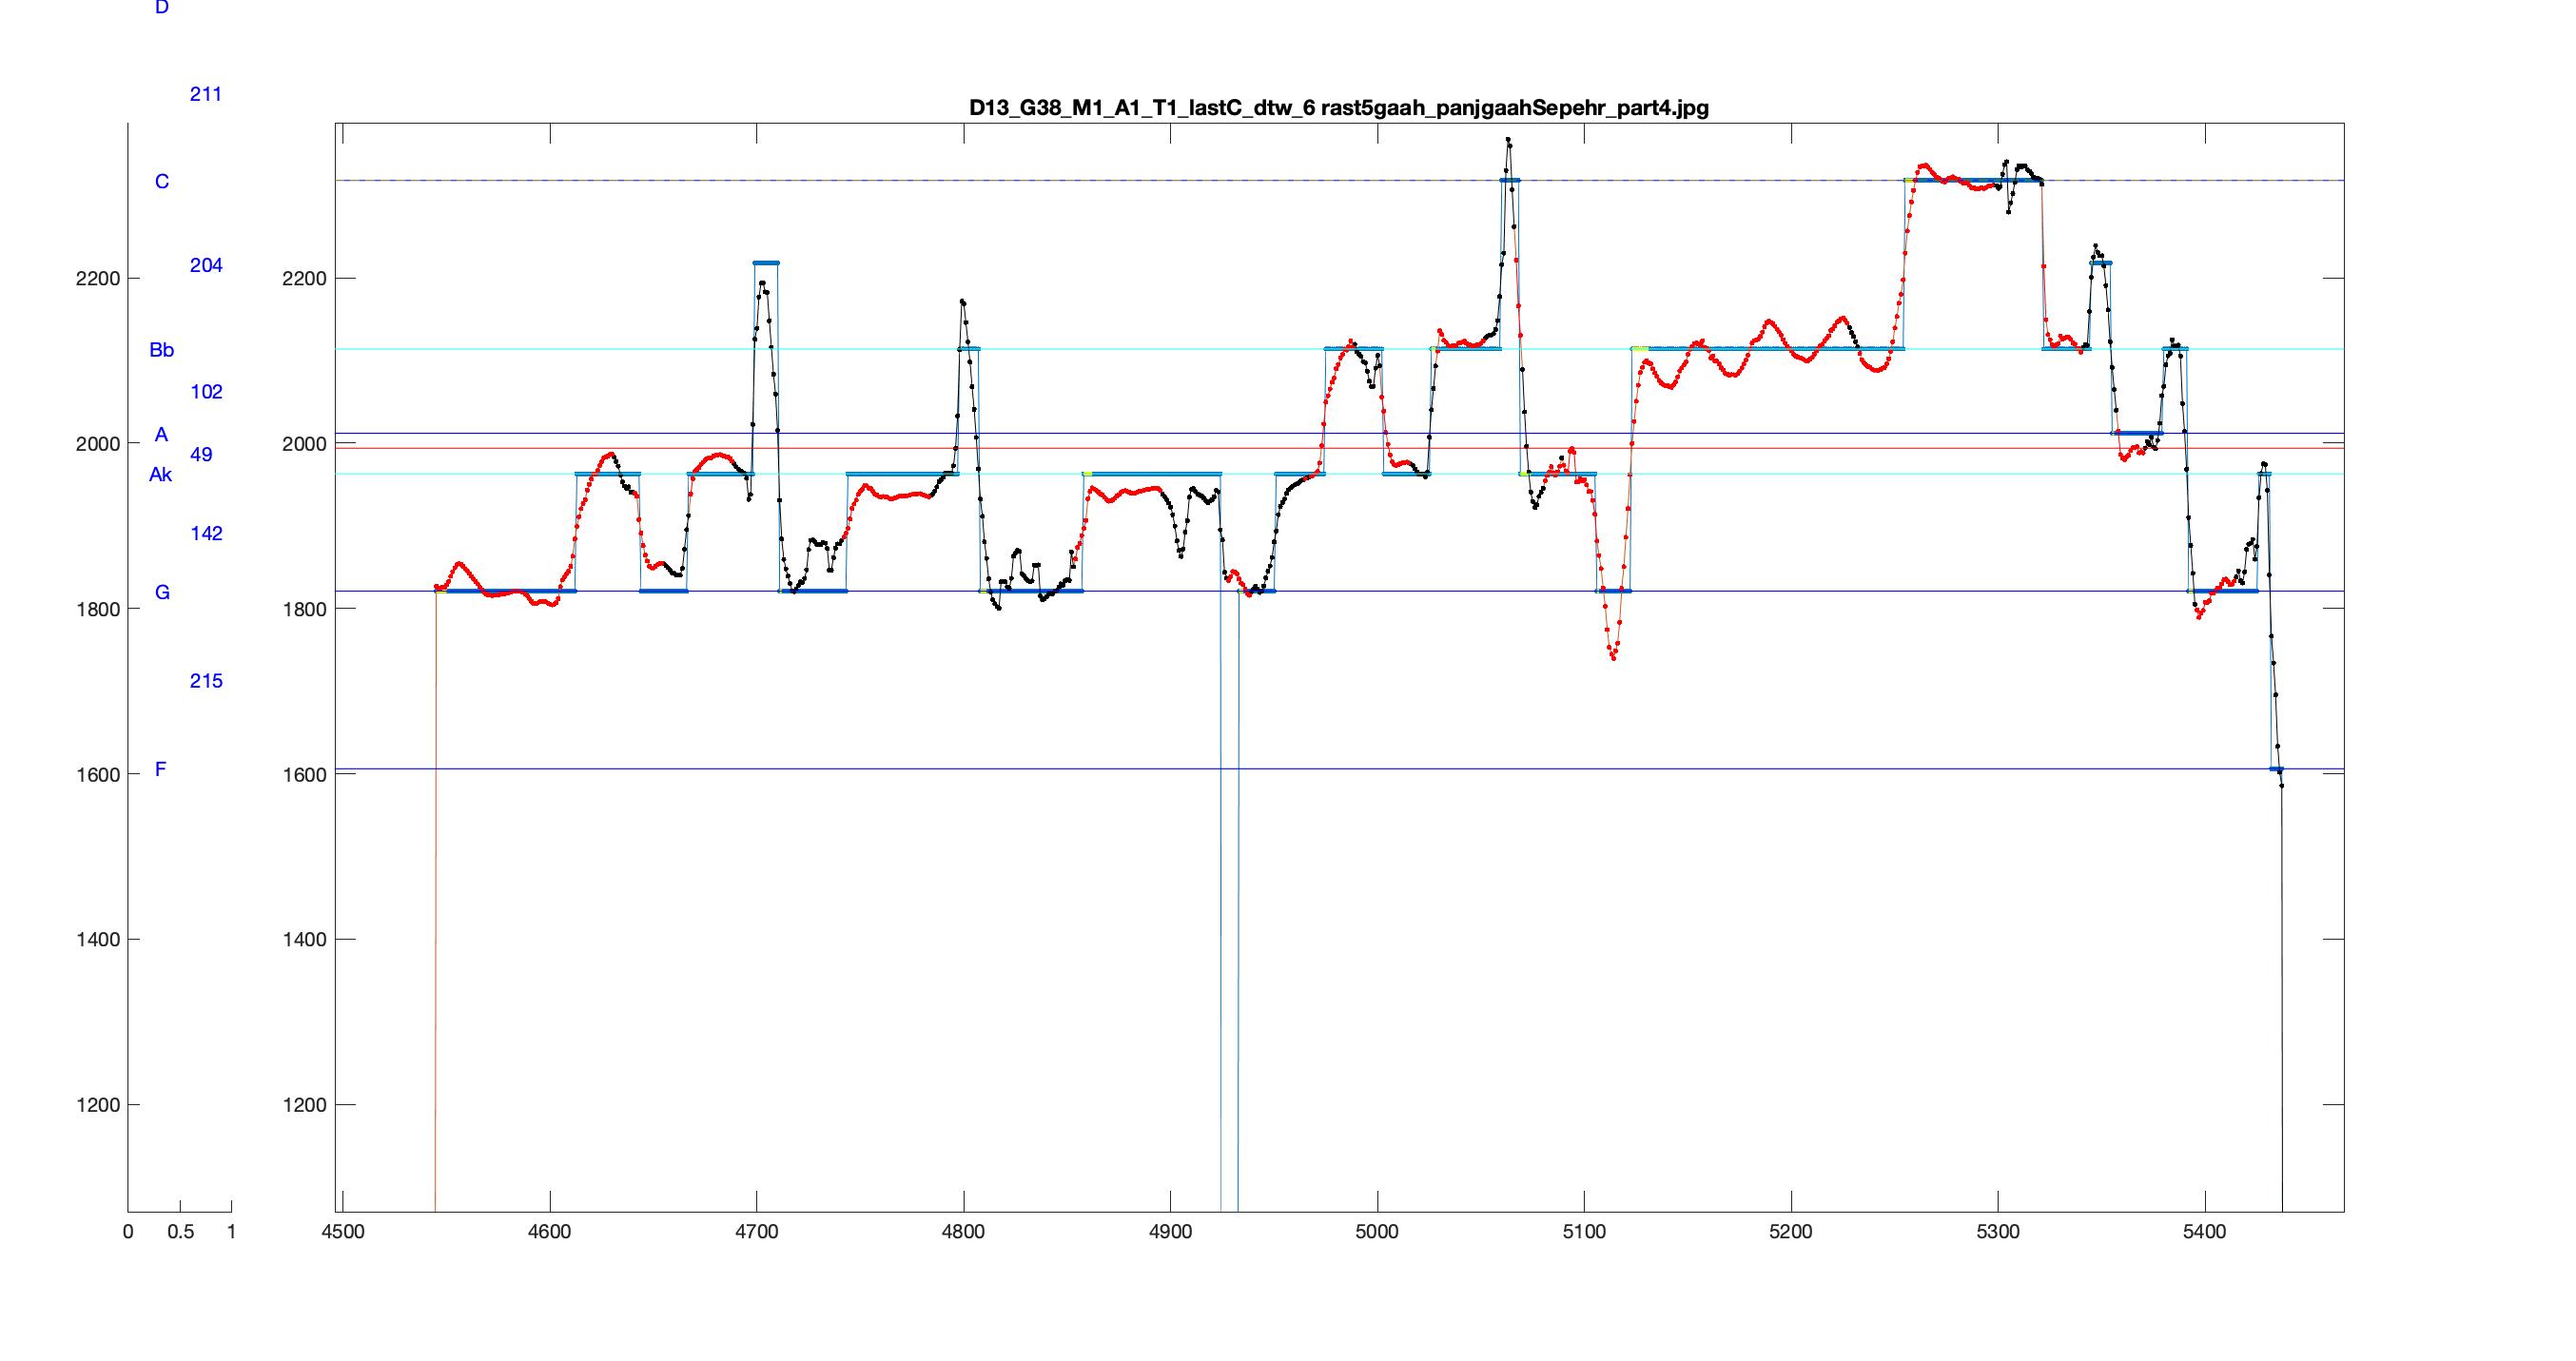 D
211
D13_G38_M1_A1_T1_lastC_dtw_6 rast5gaah_panjgaahSepehr_part4.jpg
C
204
2200 2200
Bb
102
A
2000 2000
49
Ak
142
G
1800 1800
215
F
1600 1600
1400 1400
1200 1200
0 0.5 1 4500 4600 4700 4800 4900 5000 5100 5200 5300 5400